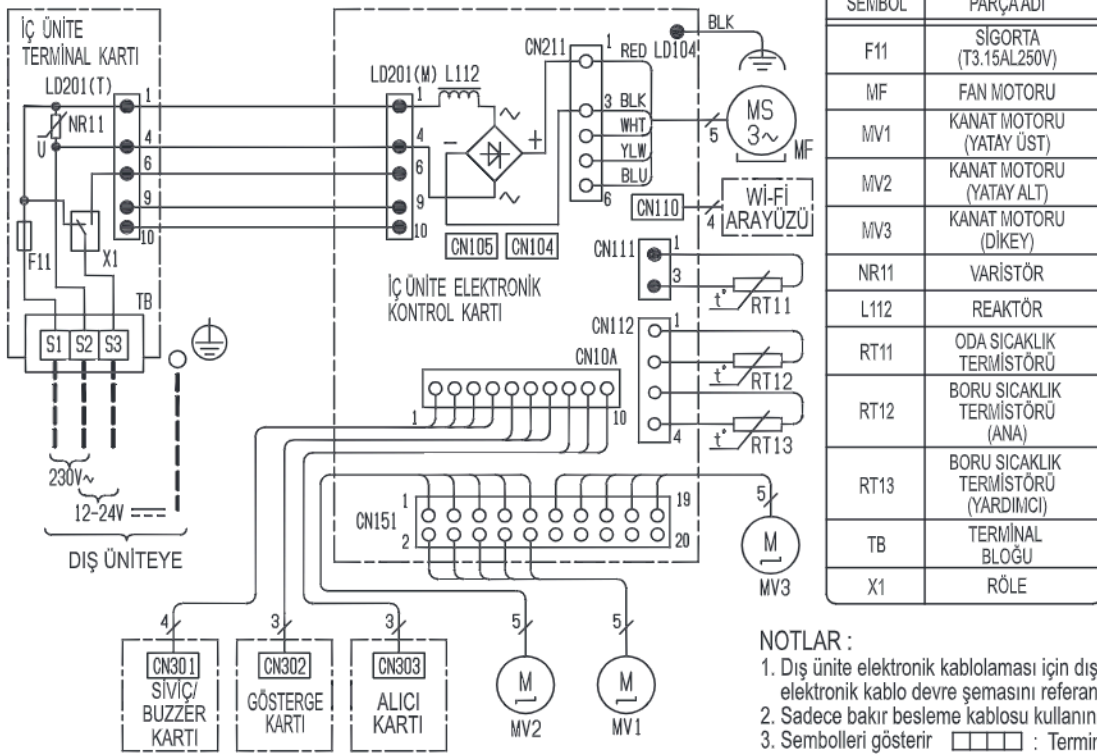 İÇ ÜNİTE
TERMİNAL KARTI
LD201(T)
1
NR11
U
4
6
9
10
F11
X1
TB
S1 S2 S3
230V~
12-24V
DIŞ ÜNİTEYE
LD201(M) L112
1
4
6
9
10
~
+
-
~
CN105 CN104
İÇ ÜNİTE ELEKTRONİK
KONTROL KARTI
CN211
1
3
6
RED
BLK
WHT
YLW
BLU
LD104
BLK
5
MS
3~
MF
CN110
4
Wİ-Fİ
ARAYÜZÜ
CN111
1
3
t°
RT11
CN112
1
4
t°
RT12
t°
RT13
CN10A
1
10
CN151
1
2
19
20
5
M
MV3
4
CN301
SİVİÇ/
BUZZER
KARTI
3
CN302
GÖSTERGE
KARTI
3
CN303
ALICI
KARTI
5
M
MV2
5
M
MV1
SEMBOL PARÇA ADI
F11 SİGORTA
(T3.15AL250V)
MF FAN MOTORU
MV1 KANAT MOTORU
(YATAY ÜST)
MV2 KANAT MOTORU
(YATAY ALT)
MV3 KANAT MOTORU
(DİKEY)
NR11 VARİSTÖR
L112 REAKTÖR
RT11 ODA SICAKLIK
TERMİSTÖRÜ
RT12 BORU SICAKLIK
TERMİSTÖRÜ
(ANA)
RT13 BORU SICAKLIK
TERMİSTÖRÜ
(YARDIMCI)
TB TERMİNAL
BLOĞU
X1 RÖLE
NOTLAR :
1. Dış ünite elektronik kablolaması için dış
elektronik kablo devre şemasını referan
2. Sadece bakır besleme kablosu kullanın
3. Sembolleri gösterir : Termin